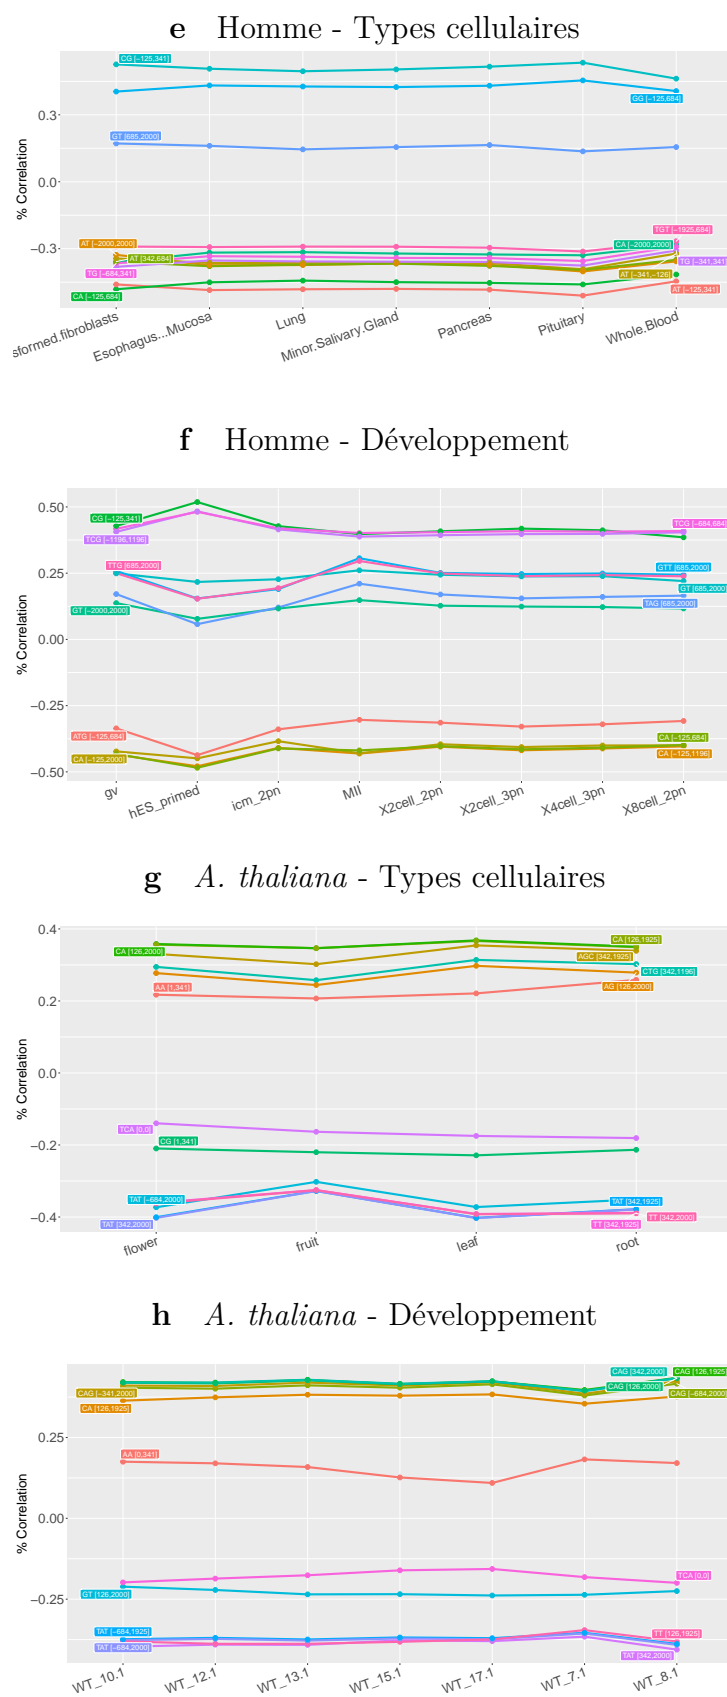 e Homme - Types cellulaires
CG [−125,341]
GG [−125,684]
0.3
GT [685,2000]
0.0
% Correlation
TGT [−1925,684]
AT [−2000,2000]
CA [−2000,2000]
−0.3
AT [342,684]
TG [−341,341]
TG [−684,341]
AT [−341,−126]
AT [−125,341]
CA [−125,684]
sformed.fibroblasts
Esophagus...Mucosa
Lung
Minor.Salivary.Gland
Pancreas
Pituitary
Whole.Blood
f Homme - Développement
0.50
CG [−125,341]
TCG [−684,684]
TCG [−1196,1196]
TTG [685,2000]
GTT [685,2000]
0.25
GT [685,2000]
TAG [685,2000]
GT [−2000,2000]
0.00
% Correlation
−0.25
ATG [−125,684]
CA [−125,684]
CA [−125,2000]
CA [−125,1196]
−0.50
gv
hES_primed
icm_2pn
MII
X2cell_2pn
X2cell_3pn
X4cell_3pn
X8cell_2pn
g A. thaliana - Types cellulaires
0.4
CA [126,1925]
CA [126,2000]
AGC [342,1925]
CTG [342,1196]
AA [1,341]
AG [126,2000]
0.2
0.0
% Correlation
TCA [0,0]
CG [1,341]
−0.2
TAT [−684,2000]
TAT [342,1925]
TT [342,2000]
TAT [342,2000]
TT [342,1925]
−0.4
flower
fruit
leaf
root
h A. thaliana - Développement
CAG [342,2000]
CAG [126,1925]
CAG [126,2000]
CAG [−341,2000]
CAG [−684,2000]
CA [126,1925]
0.25
AA [0,341]
0.00
% Correlation
TCA [0,0]
GT [126,2000]
−0.25
TAT [−684,1925]
TT [126,1925]
TAT [−684,2000]
TAT [342,2000]
WT_10.1
WT_12.1
WT_13.1
WT_15.1
WT_17.1
WT_7.1
WT_8.1